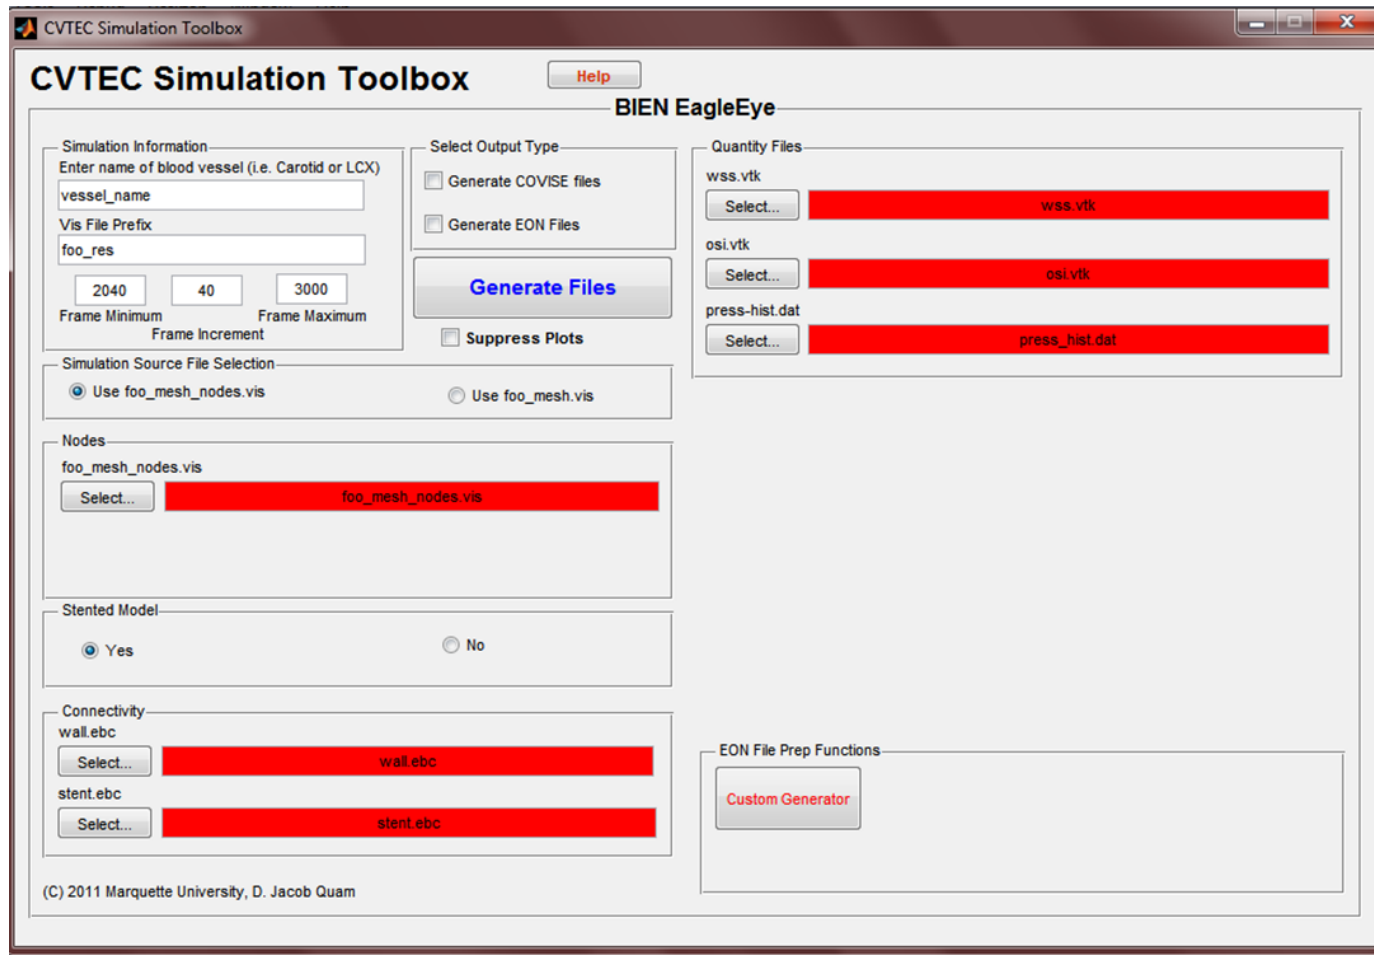 CVTEC Simulation Toolbox
CVTEC Simulation Toolbox
Help
BIEN EagleEye
Simulation Information
Enter name of blood vessel (i.e. Carotid or LCX)
vessel_name
Vis File Prefix
foo_res
2040 40 3000
Frame Minimum Frame Maximum
Frame Increment
Select Output Type
Generate COVISE files
Generate EON Files
Generate Files
Suppress Plots
Quantity Files
wss.vtk
Select... wss.vtk
osi.vtk
Select... osi.vtk
press-hist.dat
Select... press_hist.dat
Simulation Source File Selection
Use foo_mesh_nodes.vis Use foo_mesh.vis
Nodes
foo_mesh_nodes.vis
Select... foo_mesh_nodes.vis
Stented Model
Yes No
Connectivity
wall.ebc
Select... wall.ebc
stent.ebc
Select... stent.ebc
EON File Prep Functions
Custom Generator
(C) 2011 Marquette University, D. Jacob Quam